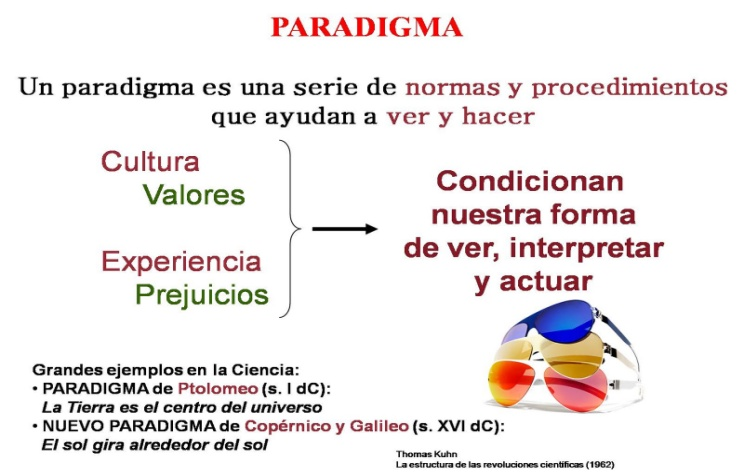 PARADIGMA
Un paradigma es una serie de normas y procedimientos
que ayudan a ver y hacer
Cultura
Valores
Experiencia
Prejuicios
Condicionan
nuestra forma
de ver, interpretar
y actuar
Grandes ejemplos en la Ciencia:
• PARADIGMA de Ptolomeo (s. I dC):
La Tierra es el centro del universo
• NUEVO PARADIGMA de Copérnico y Galileo (s. XVI dC):
El sol gira alrededor del sol
Thomas Kuhn
La estructura de las revoluciones científicas (1962)